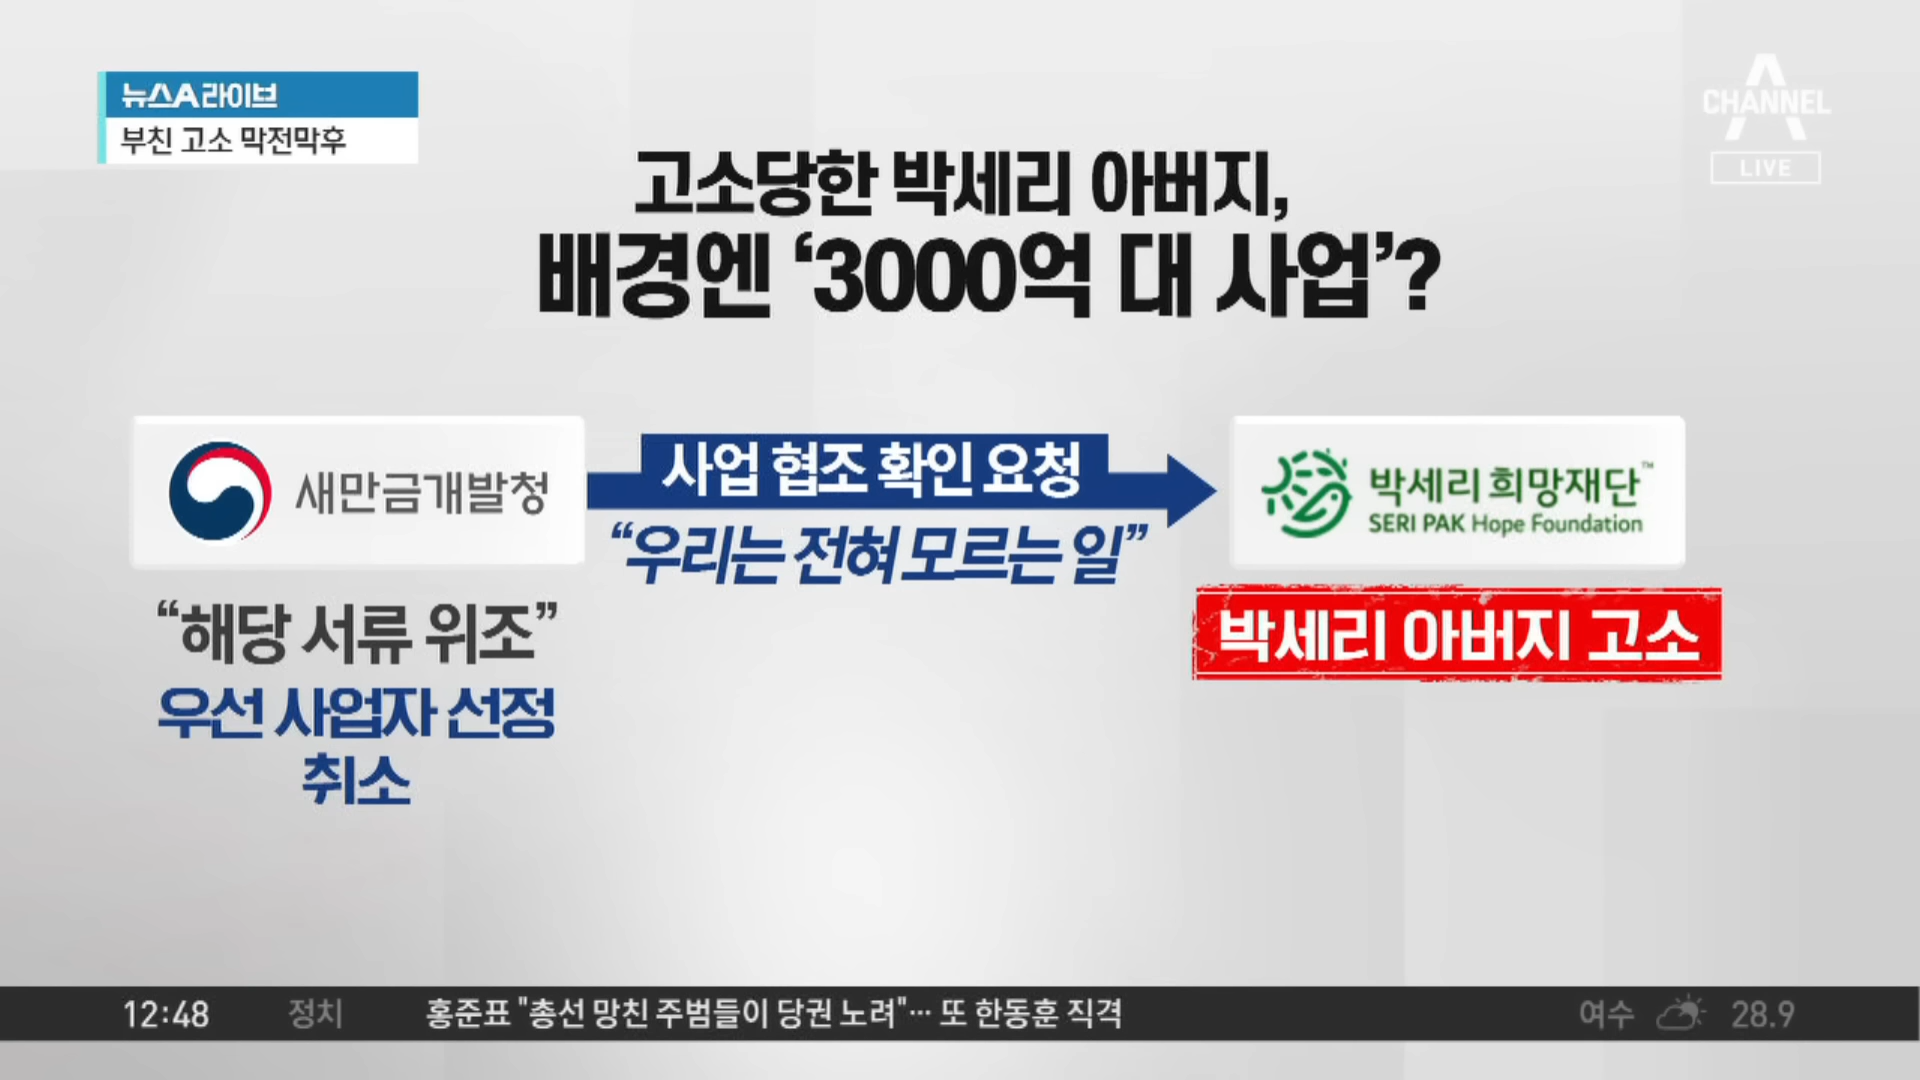 뉴스A 라이브
부친 고소 막전막후
CHANNEL A
LIVE
고소당한 박세리 아버지,
배경엔 ‘3000억 대 사업’?
새만금개발청
사업 협조 확인 요청
“우리는 전혀 모르는 일”
박세리 희망재단™
SERI PAK Hope Foundation
“해당 서류 위조”
우선 사업자 선정
취소
박세리 아버지 고소
12:48 정치 홍준표 "총선 망친 주범들이 당권 노려"… 또 한동훈 직격 여수 28.9